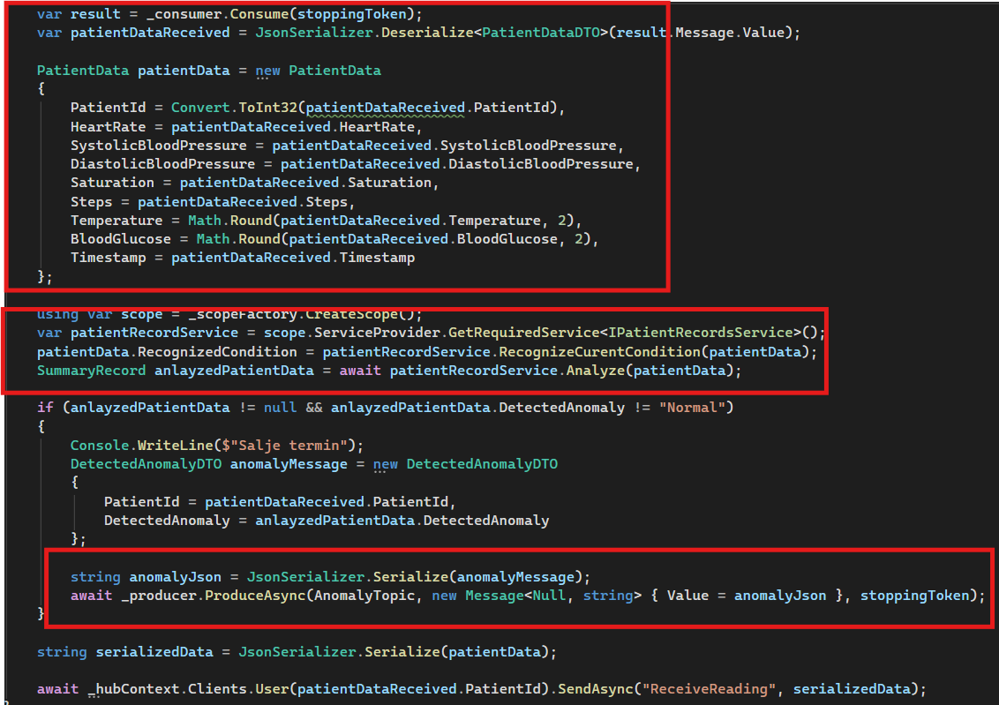 var result = _consumer.Consume(stoppingToken);
var patientDataReceived = JsonSerializer.Deserialize<PatientDataDTO>(result.Message.Value);
PatientData patientData = new PatientData
{
PatientId = Convert.ToInt32(patientDataReceived.PatientId),
HeartRate = patientDataReceived.HeartRate,
SystolicBloodPressure = patientDataReceived.SystolicBloodPressure,
DiastolicBloodPressure = patientDataReceived.DiastolicBloodPressure,
Saturation = patientDataReceived.Saturation,
Steps = patientDataReceived.Steps,
Temperature = Math.Round(patientDataReceived.Temperature, 2),
BloodGlucose = Math.Round(patientDataReceived.BloodGlucose, 2),
Timestamp = patientDataReceived.Timestamp
};
using var scope = _scopeFactory.CreateScope();
var patientRecordService = scope.ServiceProvider.GetRequiredService<IPatientRecordsService>();
patientData.RecognizedCondition = patientRecordService.RecognizeCurentCondition(patientData);
SummaryRecord anlayzedPatientData = await patientRecordService.Analyze(patientData);
if (anlayzedPatientData != null && anlayzedPatientData.DetectedAnomaly != "Normal")
{
Console.WriteLine($"Salje termin");
DetectedAnomalyDTO anomalyMessage = new DetectedAnomalyDTO
{
PatientId = patientDataReceived.PatientId,
DetectedAnomaly = anlayzedPatientData.DetectedAnomaly
};
string anomalyJson = JsonSerializer.Serialize(anomalyMessage);
await _producer.ProduceAsync(AnomalyTopic, new Message<Null, string> { Value = anomalyJson }, stoppingToken);
}
string serializedData = JsonSerializer.Serialize(patientData);
await _hubContext.Clients.User(patientDataReceived.PatientId).SendAsync("ReceiveReading", serializedData);